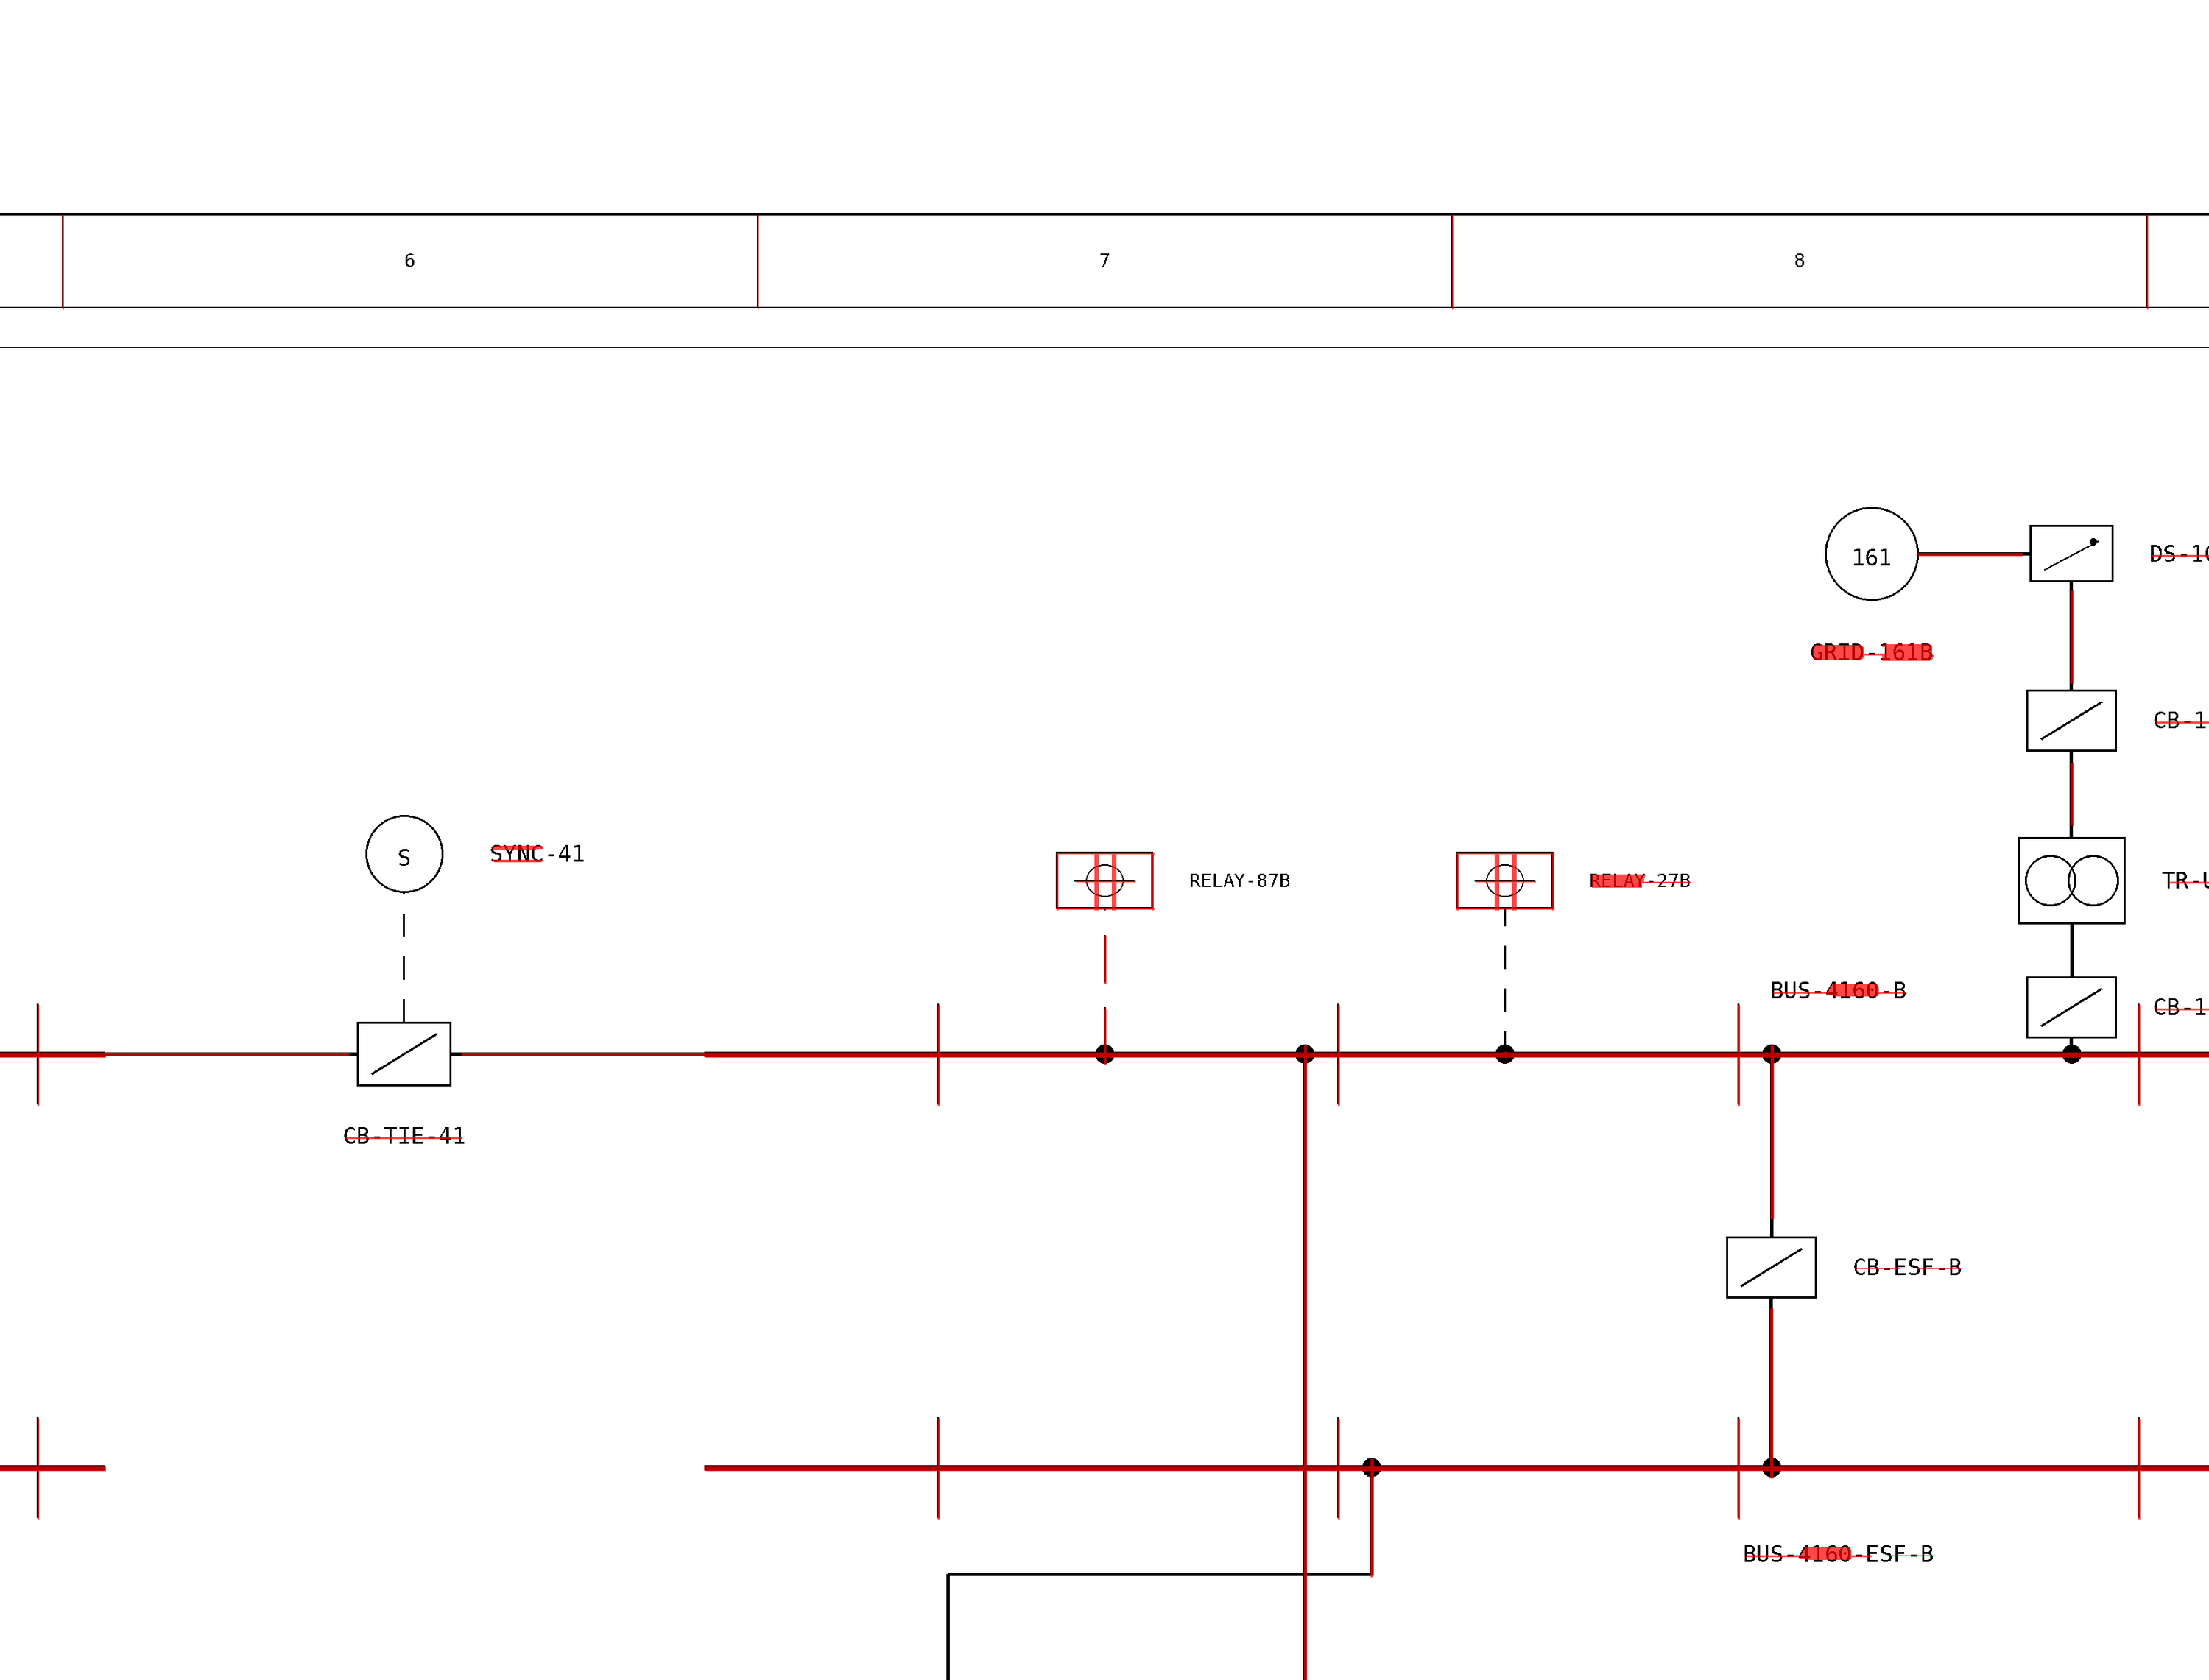 6
7
8
161
DS-16
GRID-161B
CB-1
S
SYNC-41
RELAY-87B
RELAY-27B
TR-U
BUS-4160-B
CB-1
CB-TIE-41
CB-ESF-B
BUS-4160-ESF-B